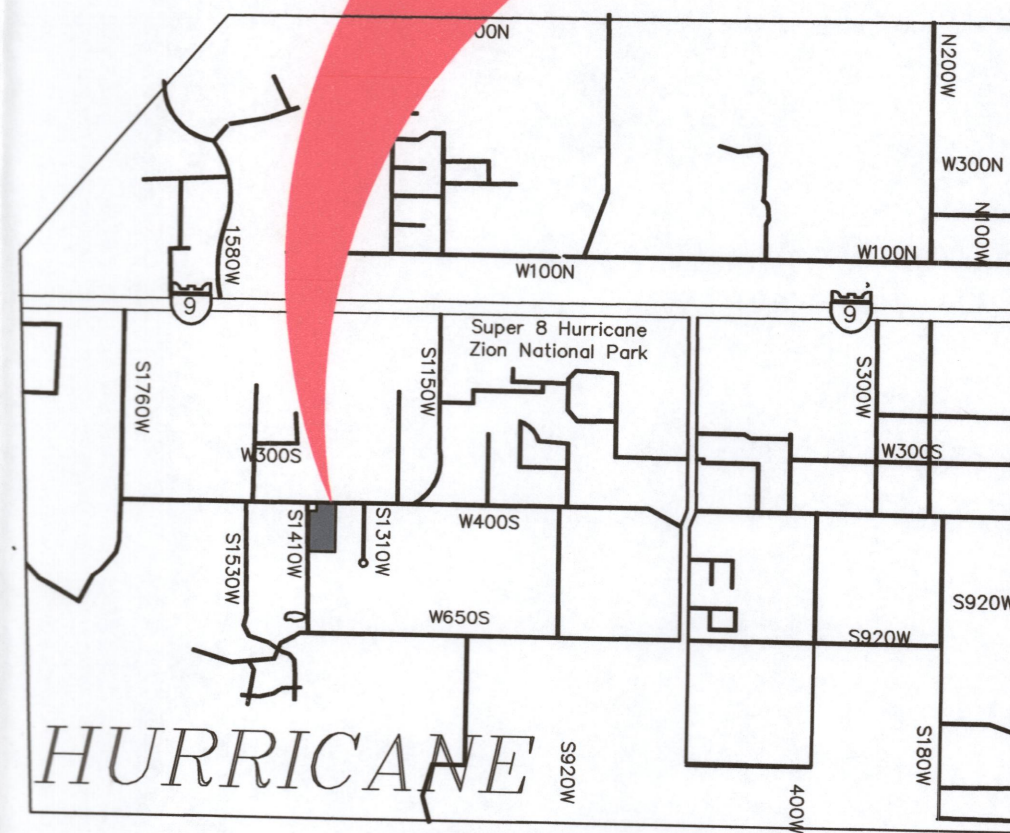 00N
N200W
W300N
N100W
1580W
W100N
W100N
9
9
Super 8 Hurricane
Zion National Park
S1760W
S1150W
S300W
W300S
W300S
S1410W
S1310W
W400S
S1530W
S920W
W650S
S920W
HURRICANE
S920W
S180W
400W